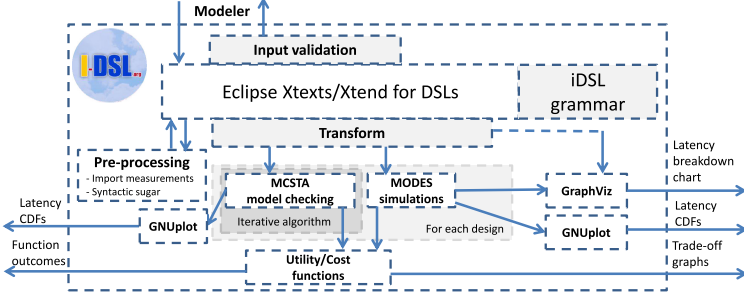 Modeler
Input validation
i-DSL.org
Eclipse Xtexts/Xtend for DSLs
iDSL
grammar
Transform
Pre-processing
- Import measurements
- Syntactic sugar
MCSTA
model checking
Iterative algorithm
MODES
simulations
For each design
GraphViz
GNUplot
GNUplot
Utility/Cost
functions
Latency
CDFs
Function
outcomes
Latency
breakdown
chart
Latency
CDFs
Trade-off
graphs